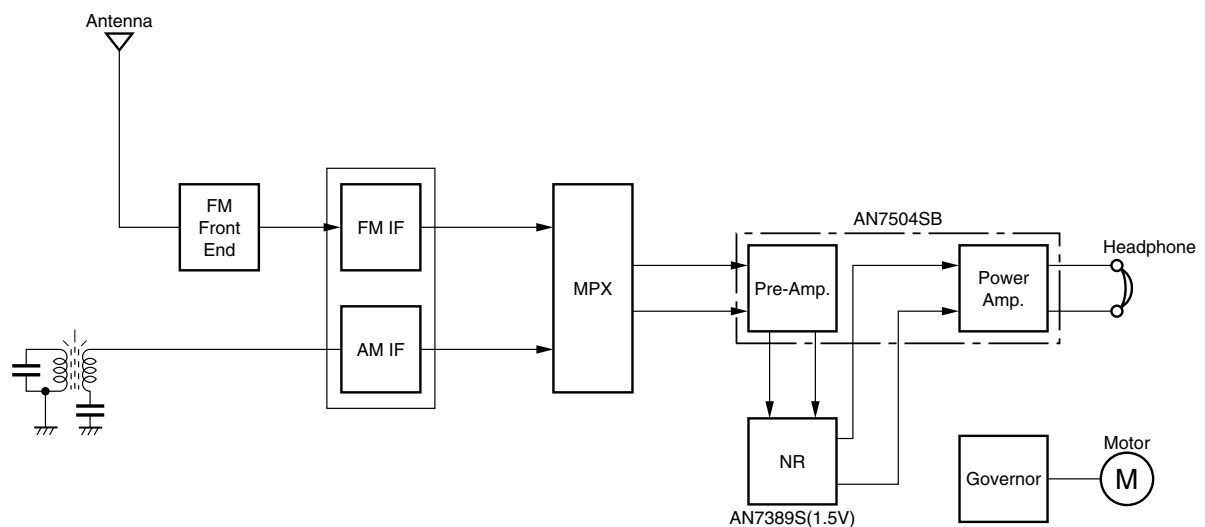 Antenna
FM
Front
End
FM IF
AM IF
MPX
AN7504SB
Pre-Amp.
Power
Amp.
Headphone
NR
AN7389S(1.5V)
Governor
Motor
M